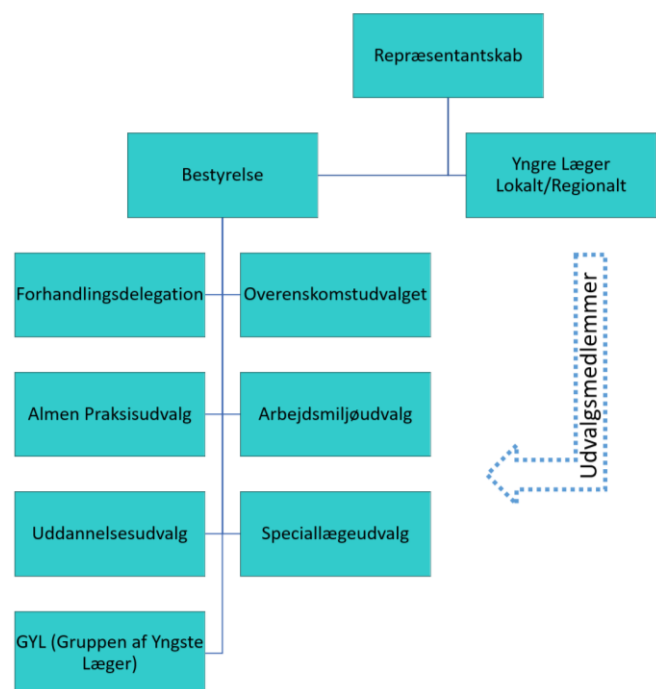 Repræsentantskab
Bestyrelse
Yngre Læger
Lokalt/Regionalt
Forhandlingsdelegation
Overenskomstudvalget
Almen Praksisudvalg
Arbejdsmiljøudvalg
Uddannelsesudvalg
Speciallægeudvalg
GYL (Gruppen af Yngste
Læger)
Udvalgsmedlemmer